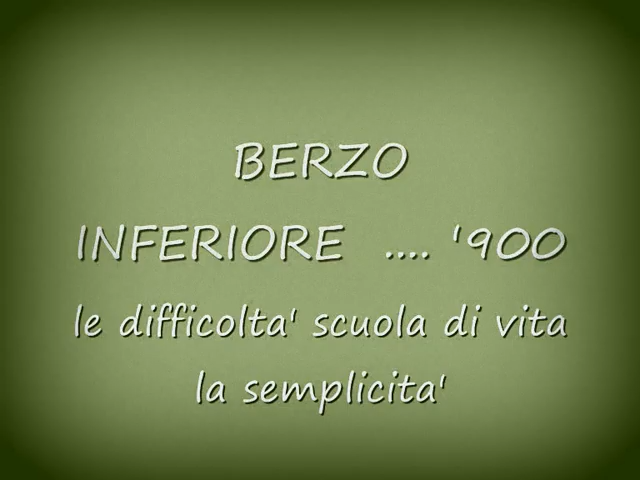 BERZO
INFERIORE .... '900
le difficolta' scuola di vita
la semplicita'